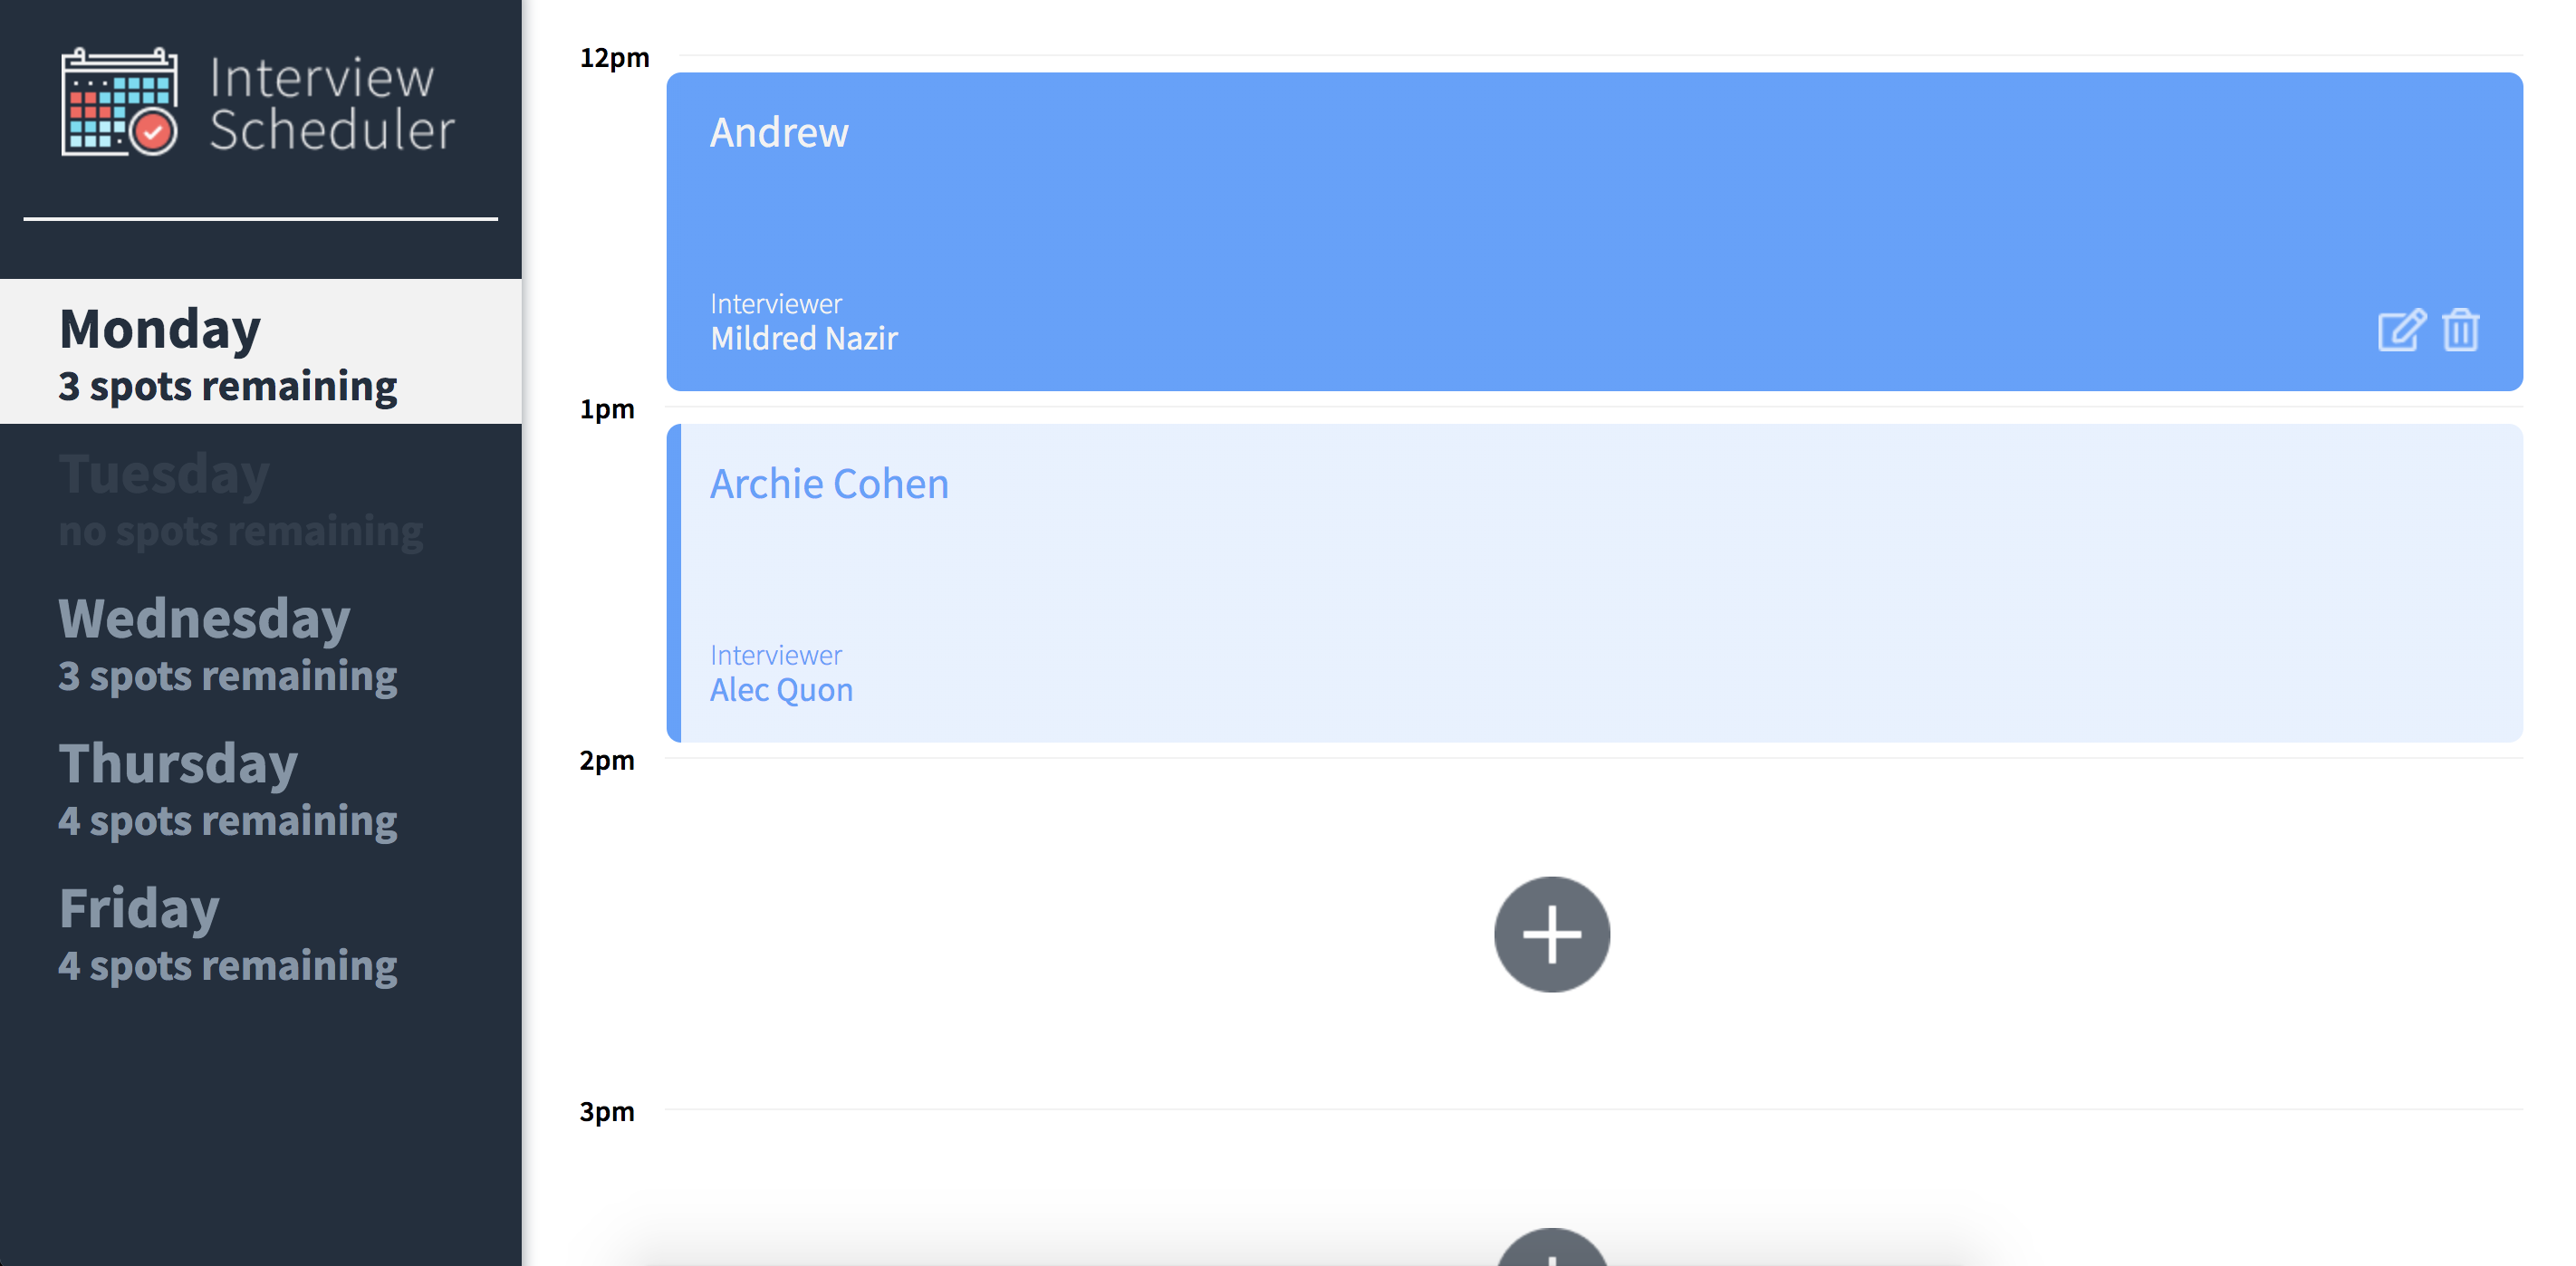 Interview
Scheduler
Monday
3 spots remaining
Tuesday
no spots remaining
Wednesday
3 spots remaining
Thursday
4 spots remaining
Friday
4 spots remaining
12pm
Andrew
Interviewer
Mildred Nazir
1pm
Archie Cohen
Interviewer
Alec Quon
2pm
3pm